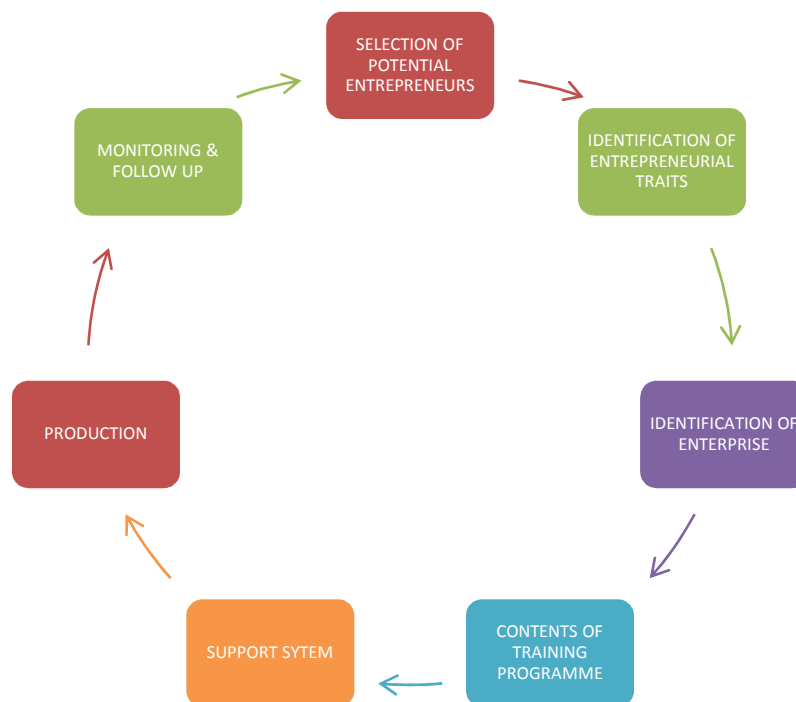 SELECTION OF
POTENTIAL
ENTREPRENEURS
IDENTIFICATION OF
ENTREPRENEURIAL
TRAITS
IDENTIFICATION OF
ENTERPRISE
CONTENTS OF
TRAINING
PROGRAMME
SUPPORT SYTEM
PRODUCTION
MONITORING &
FOLLOW UP